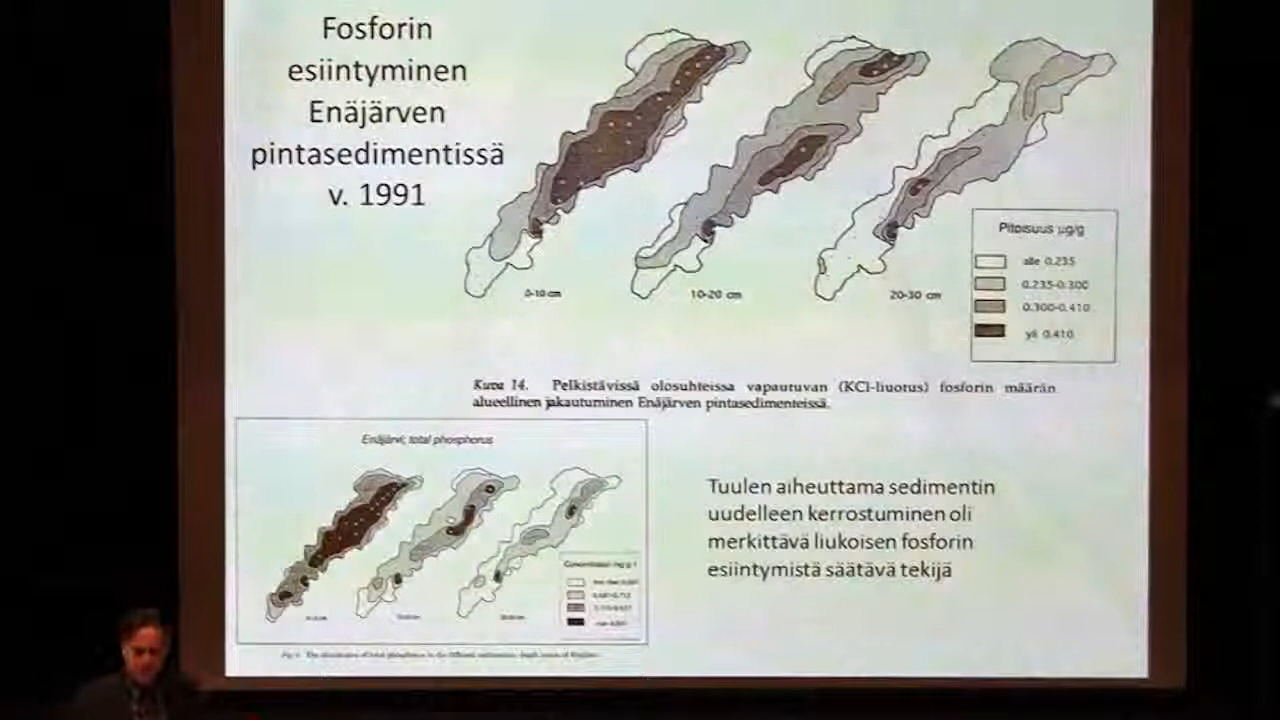 Fosforin
esiintyminen
Enäjärven
pintasedimentissä
v. 1991
0-10 cm
10-20 cm
20-30 cm
Pitoisuus µg/g
alle 0.235
0.235-0.300
0.300-0.410
yli 0.410
Kuva 14. Pelkistävissä olosuhteissa vapautuvan (KCl-liuotus) fosforin määrän
alueellinen jakautuminen Enäjärven pintasedimenteissä.
Enäjärvi; total phosphorus
Concentration mg g
Tuulen aiheuttama sedimentin
uudelleen kerrostuminen oli
merkittävä liukoisen fosforin
esiintymistä säätävä tekijä